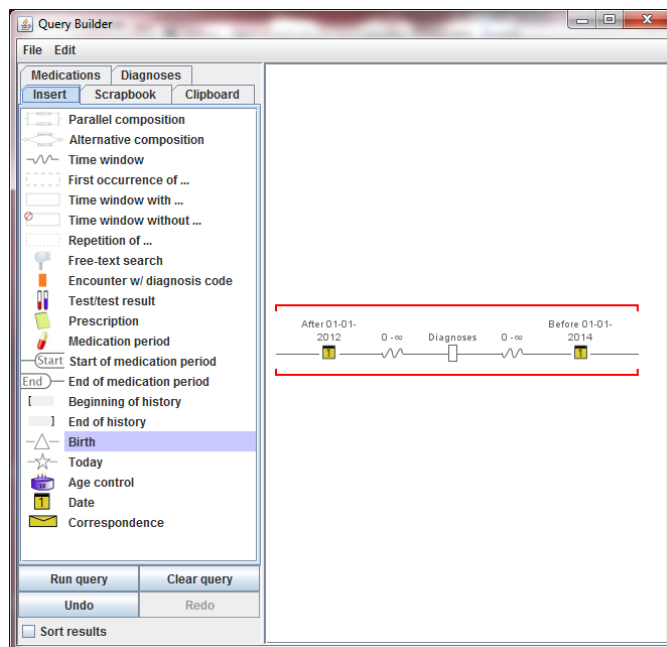 Query Builder
File Edit
Medications Diagnoses
Insert Scrapbook Clipboard
Parallel composition
Alternative composition
Time window
First occurrence of ...
Time window with ...
Time window without ...
Repetition of ...
Free-text search
Encounter w/ diagnosis code
Test/test result
Prescription
Medication period
Start Start of medication period
End End of medication period
Beginning of history
End of history
Birth
Today
Age control
1 Date
Correspondence
Run query Clear query
Undo Redo
Sort results
After 01-01-
2012
0 -∞
Diagnoses
0 -∞
Before 01-01-
2014
1
1